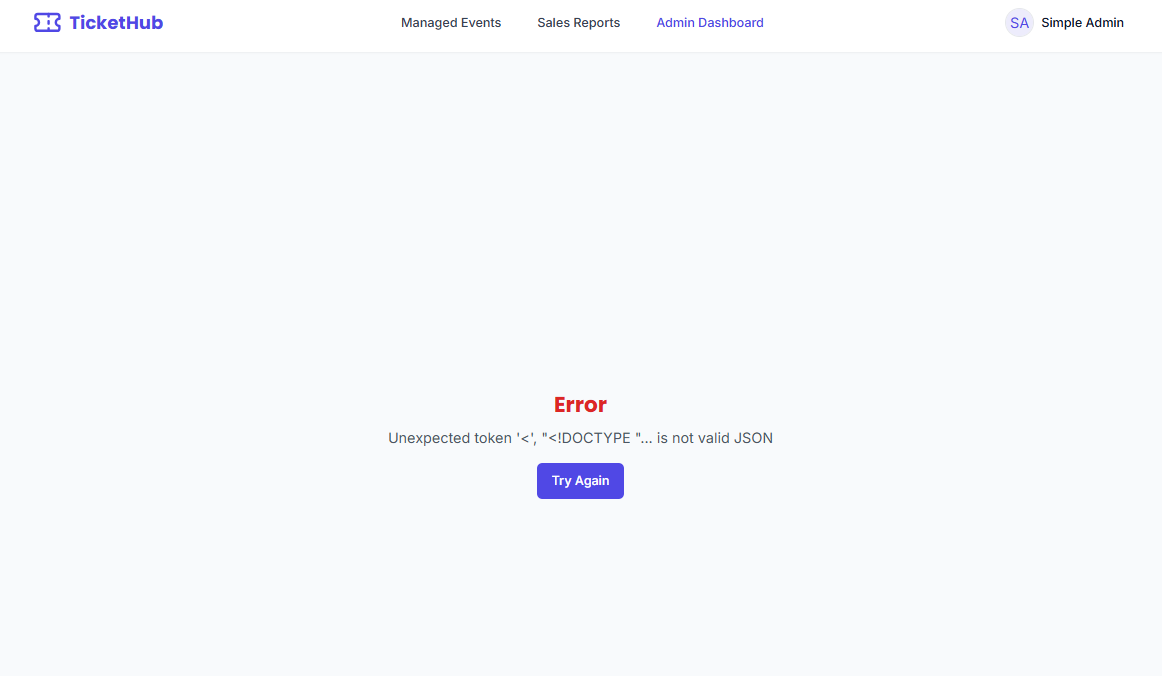 TicketHub
Managed Events
Sales Reports
Admin Dashboard
SA
Simple Admin
Error
Unexpected token '<', "<!DOCTYPE "... is not valid JSON
Try Again